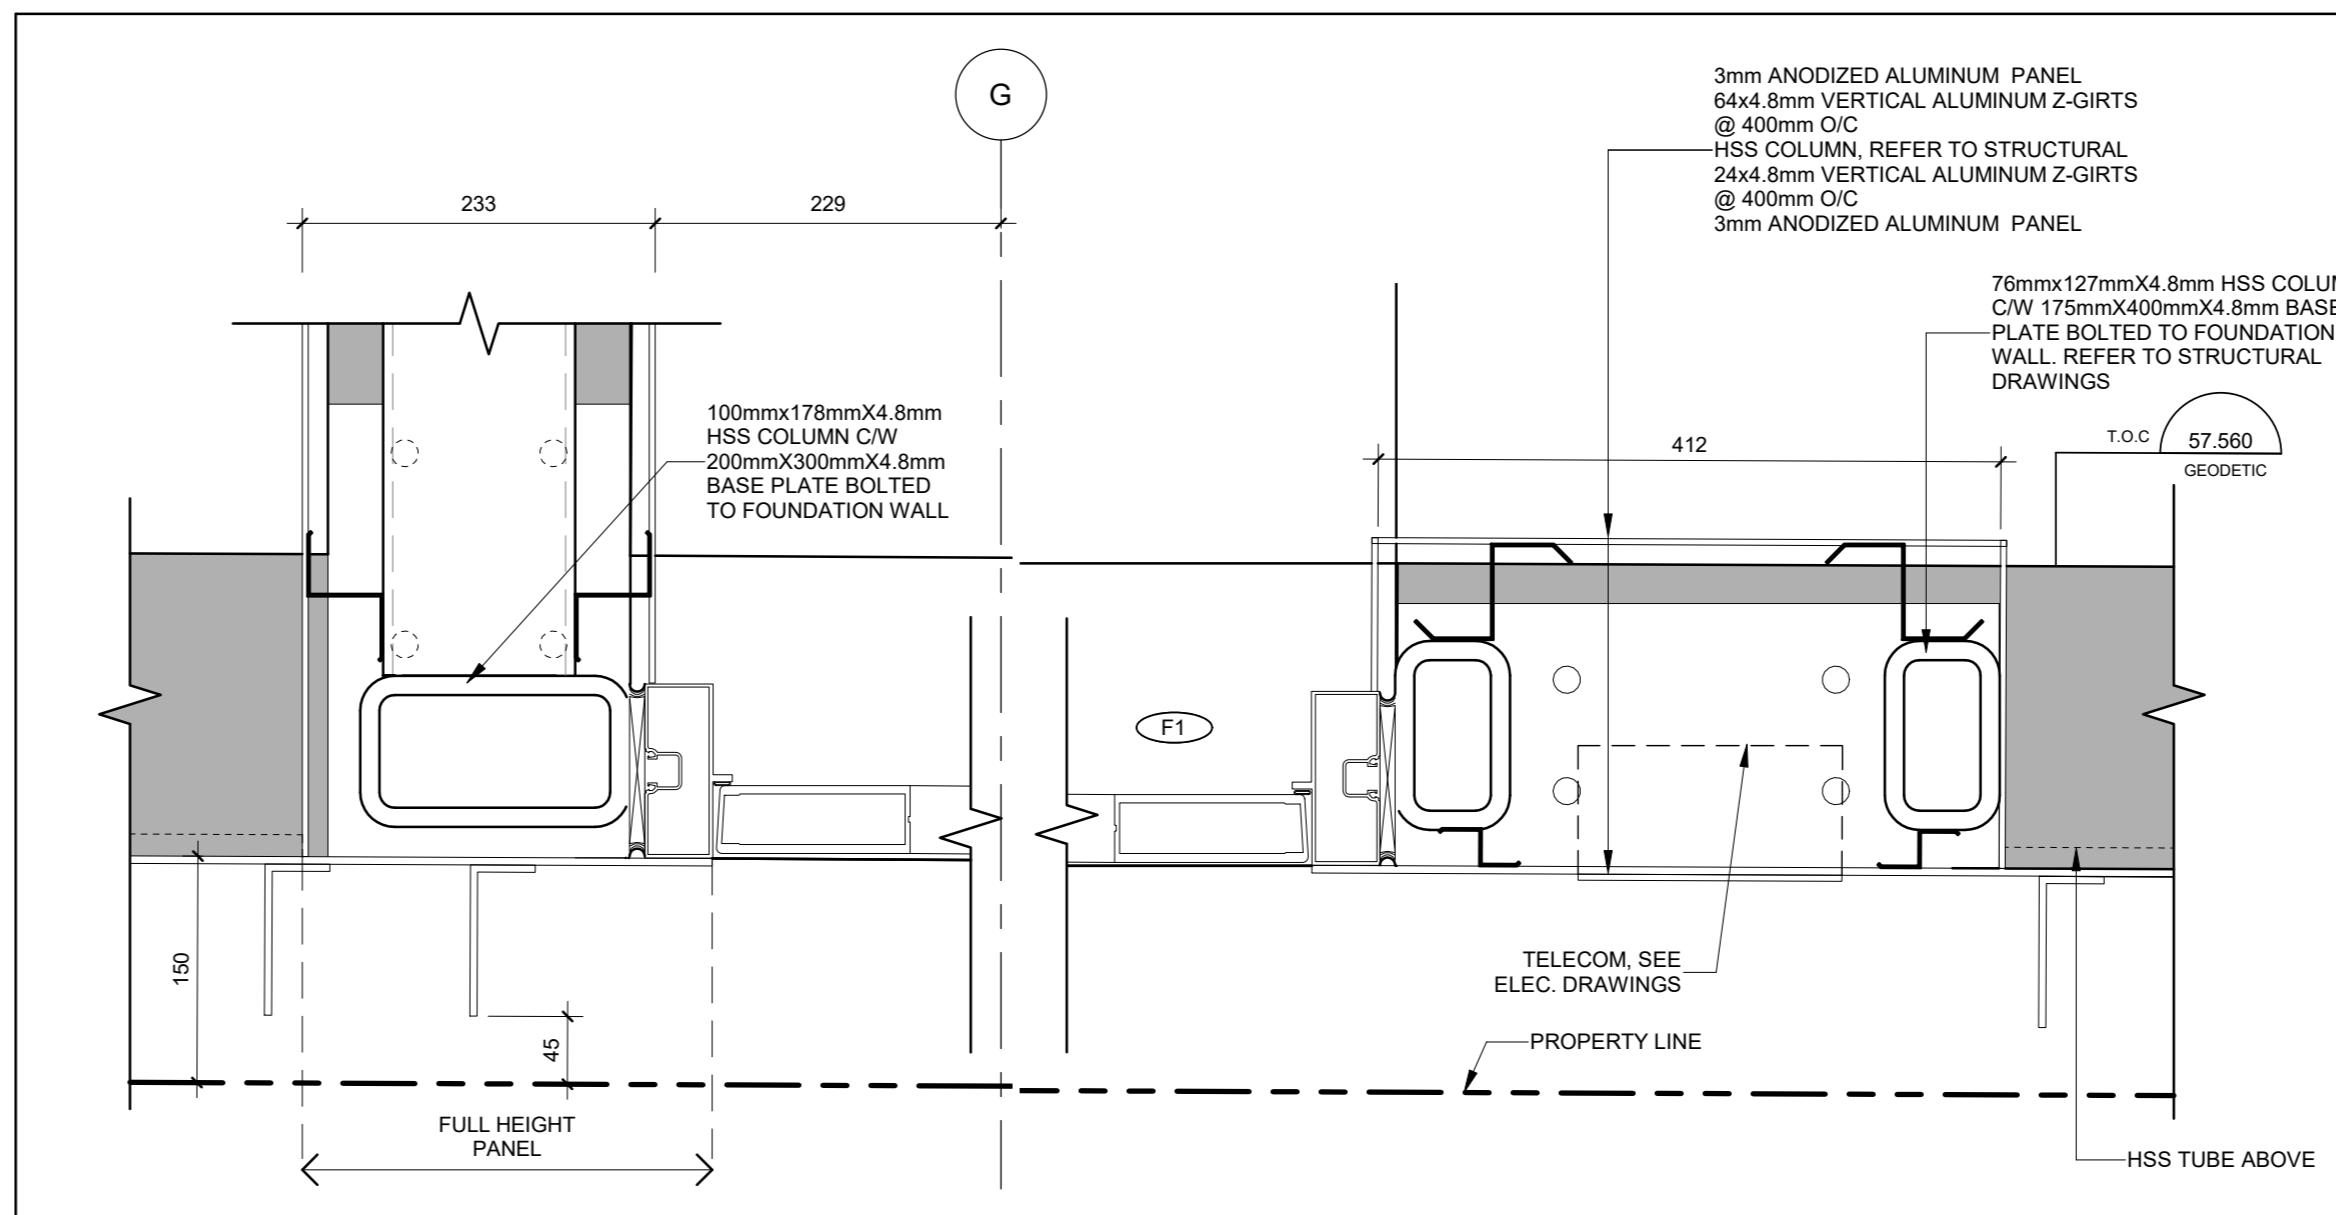 G
3mm ANODIZED ALUMINUM PANEL
64x4.8mm VERTICAL ALUMINUM Z-GIRTS
@ 400mm O/C
HSS COLUMN, REFER TO STRUCTURAL
24x4.8mm VERTICAL ALUMINUM Z-GIRTS
@ 400mm O/C
3mm ANODIZED ALUMINUM PANEL
233
229
76mmx127mmX4.8mm HSS COLUM
C/W 175mmX400mmX4.8mm BASE
PLATE BOLTED TO FOUNDATION
WALL. REFER TO STRUCTURAL
DRAWINGS
100mmx178mmX4.8mm
HSS COLUMN C/W
200mmX300mmX4.8mm
BASE PLATE BOLTED
TO FOUNDATION WALL
412
T.O.C
57.560
GEODETIC
F1
150
45
TELECOM, SEE
ELEC. DRAWINGS
PROPERTY LINE
FULL HEIGHT
PANEL
HSS TUBE ABOVE